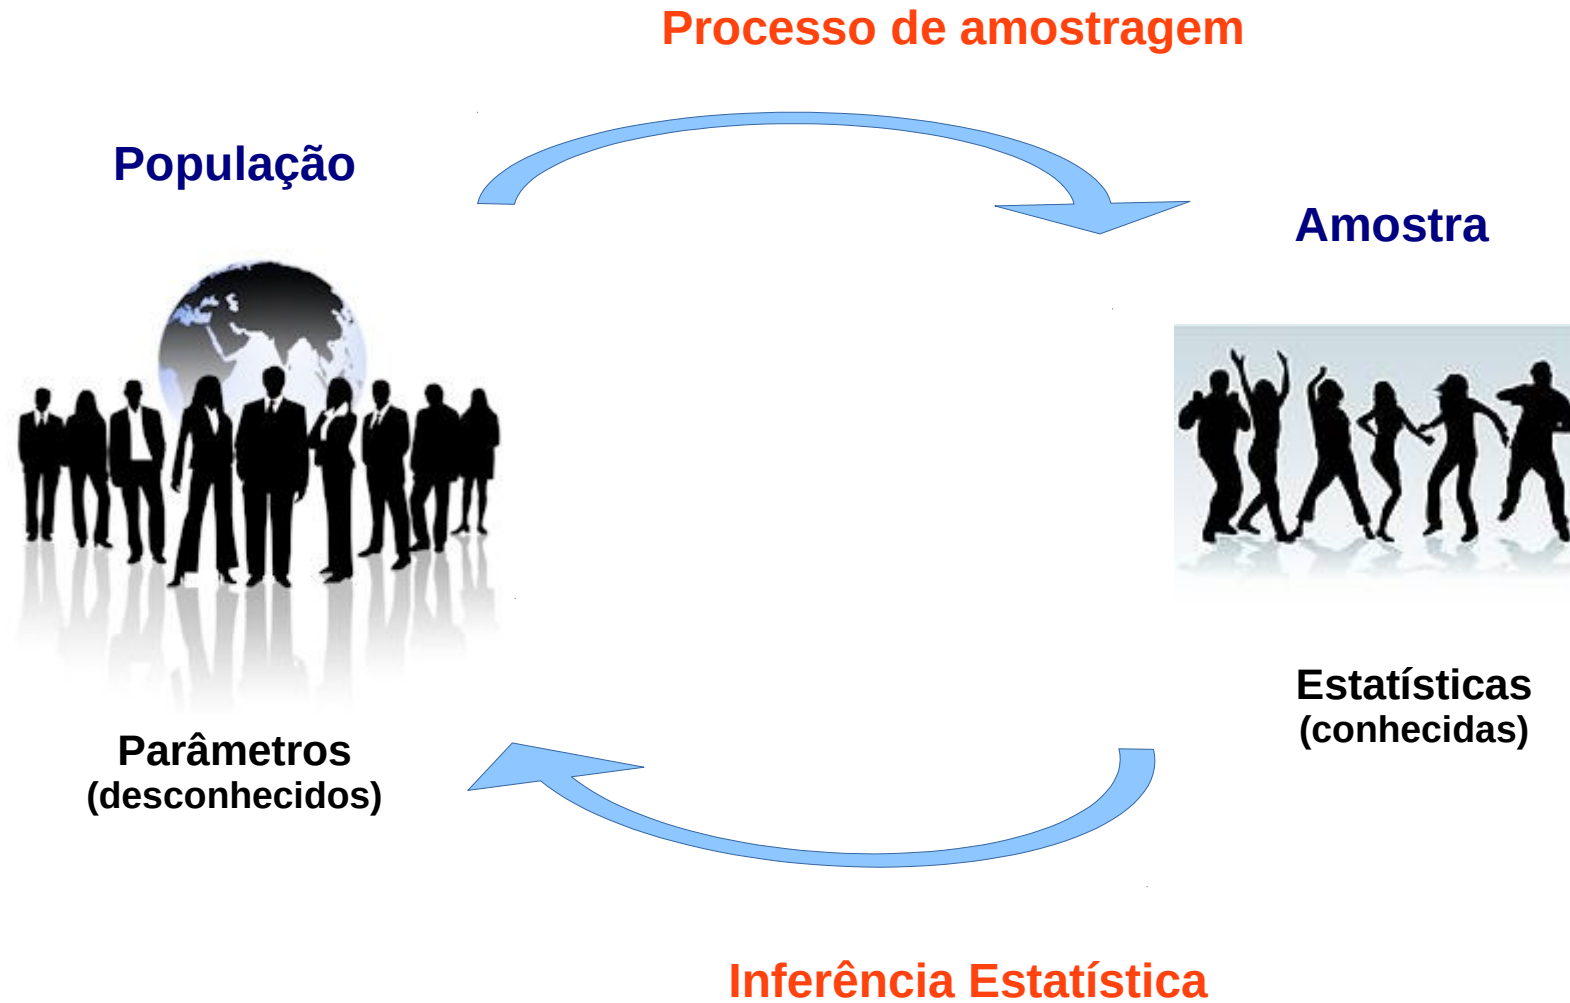 Processo de amostragem
População
Amostra
Estatísticas
(conhecidas)
Parâmetros
(desconhecidos)
Inferência Estatística